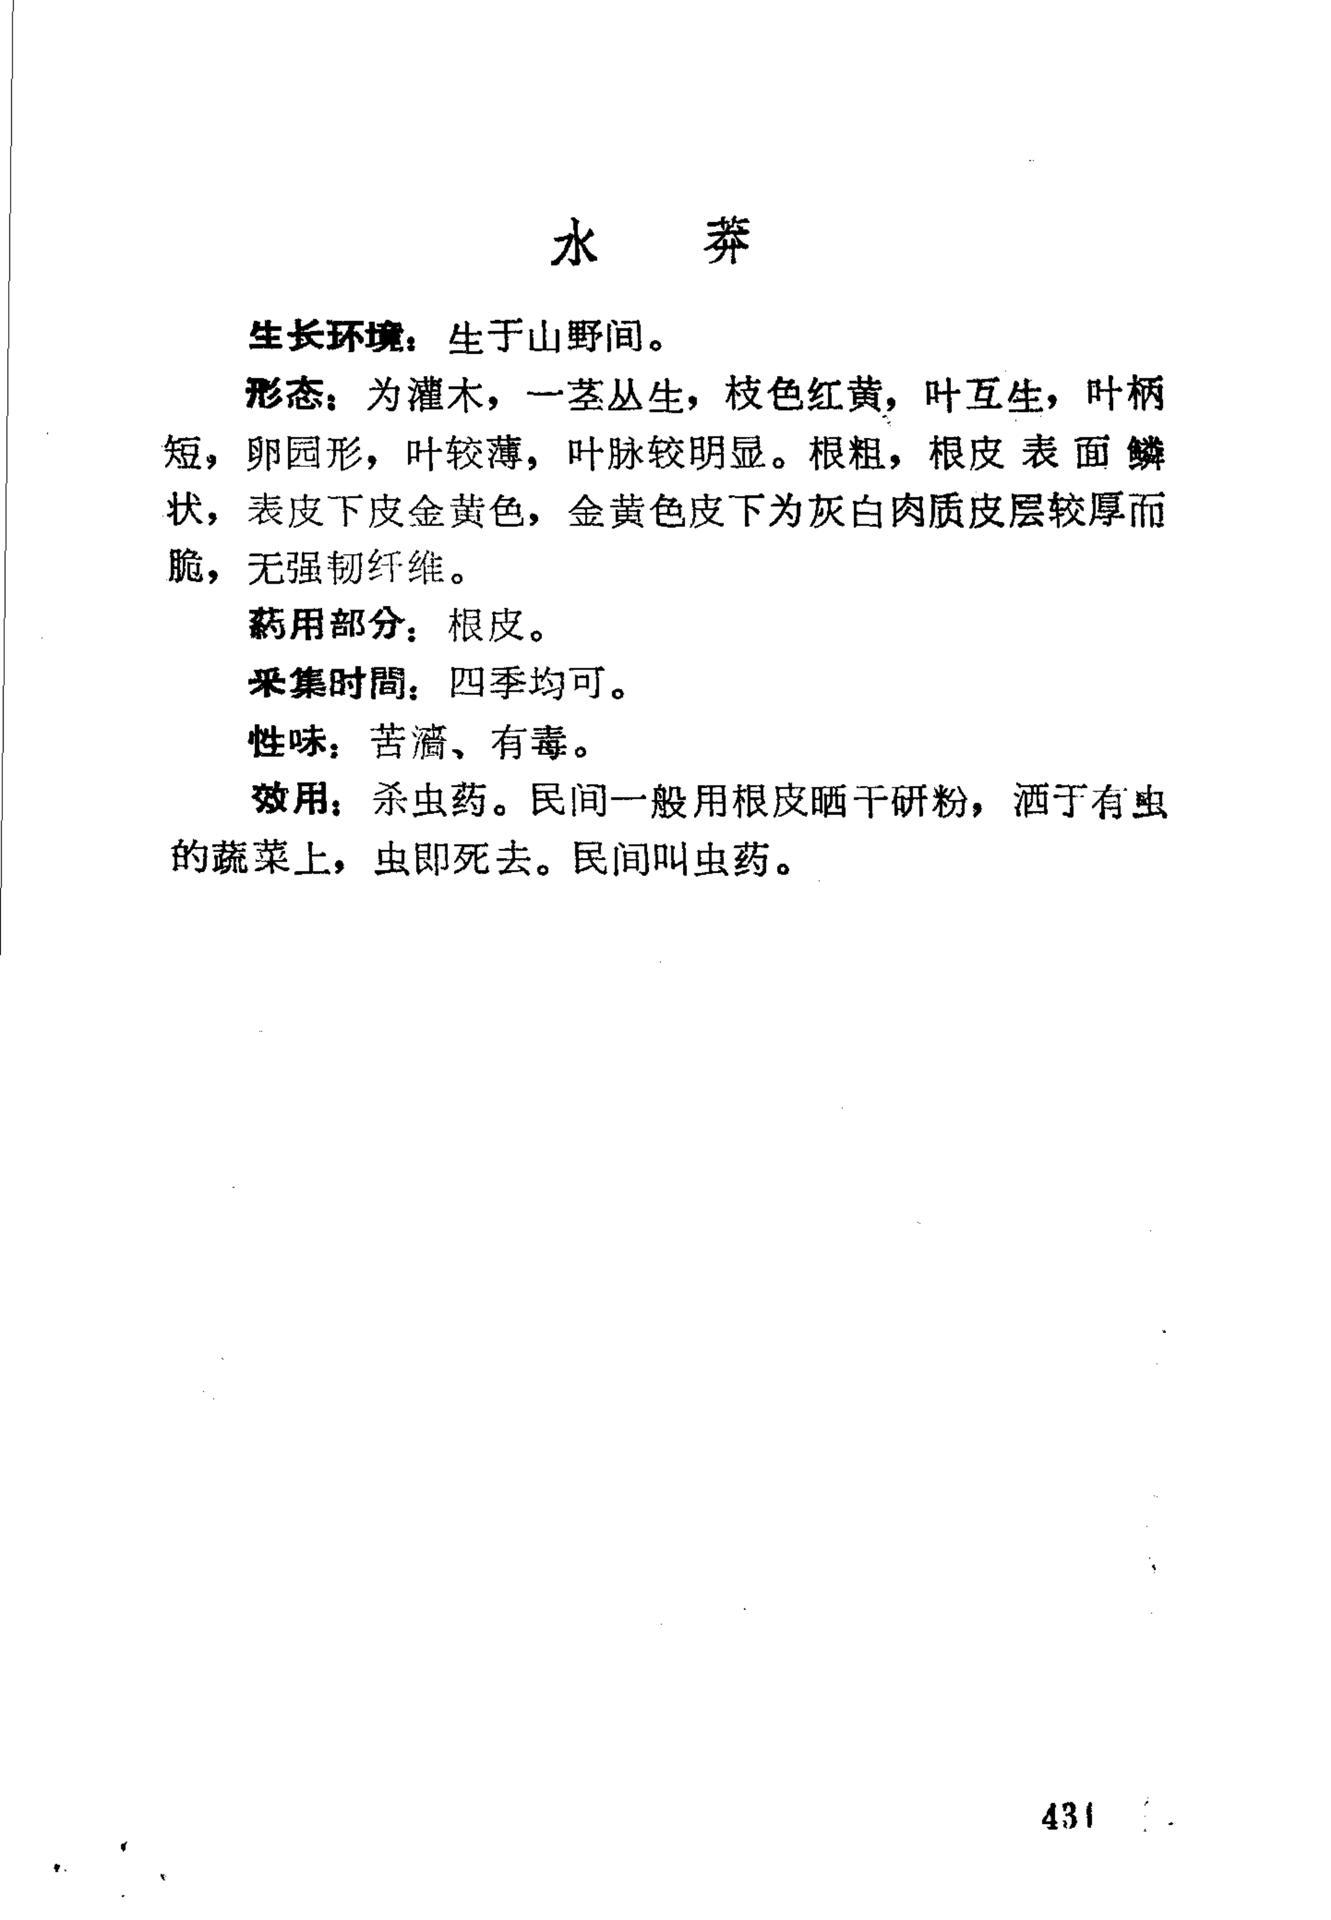 水　　莽
生长环境：生于山野间。
形态：为灌木，一茎丛生，枝色红黄，叶互生，叶柄
短，卵园形，叶较薄，叶脉较明显。根粗，根皮表面鳞
状，表皮下皮金黄色，金黄色皮下为灰白肉质皮层较厚而
脆，无强韧纤维。
药用部分：根皮。
采集时間：四季均可。
性味：苦濇、有毒。
效用：杀虫药。民间一般用根皮晒干研粉，洒于有虫
的蔬菜上，虫即死去。民间叫虫药。
431